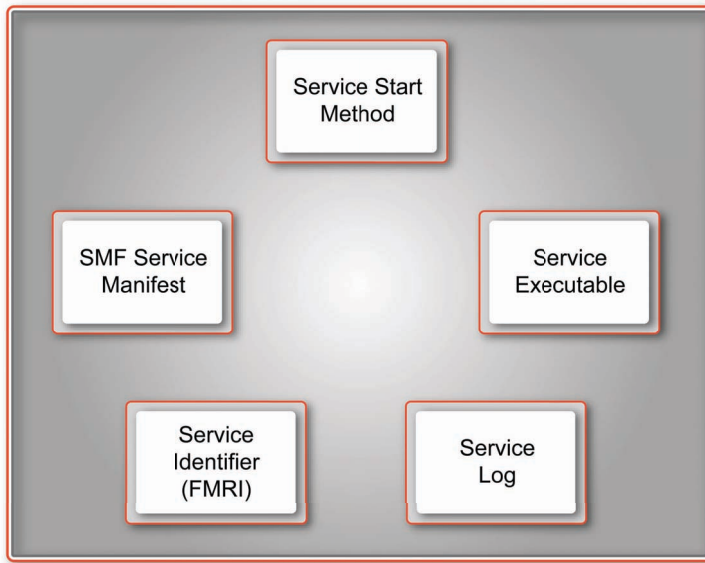 Service Start
Method
SMF Service
Manifest
Service
Executable
Service
Identifier
(FMRI)
Service
Log